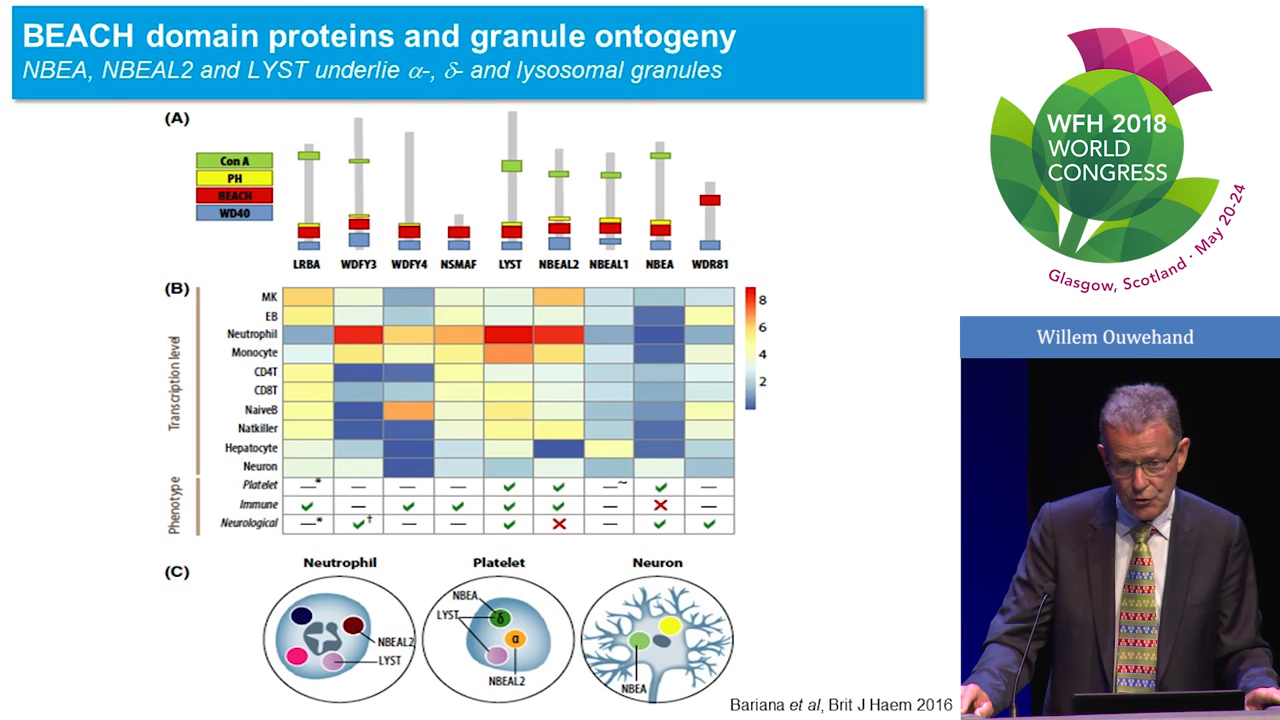 BEACH domain proteins and granule ontogeny
NBEA, NBEAL2 and LYST underlie α-, δ- and lysosomal granules
(A)
Con A
PH
BEACH
WD40
LRBA WDFY3 WDFY4 NSMAF LYST NBEAL2 NBEAL1 NBEA WDR81
(B)
Transcription level
MK
EB
Neutrophil
Monocyte
CD4T
CD8T
NaiveB
Natkiller
Hepatocyte
Neuron
8
6
4
2
Phenotype
Platelet —* — — — ✓ ✓ —~ ✓ —
Immune ✓ — ✓ ✓ ✓ ✓ — ✗ —
Neurological —* ✓† — — ✓ ✗ — ✓ ✓
(C)
Neutrophil Platelet Neuron
NBEAL2
LYST
NBEA
LYST
δ
α
NBEAL2
NBEA
Bariana et al, Brit J Haem 2016
WFH 2018
WORLD
CONGRESS
Glasgow, Scotland · May 20-24
Willem Ouwehand